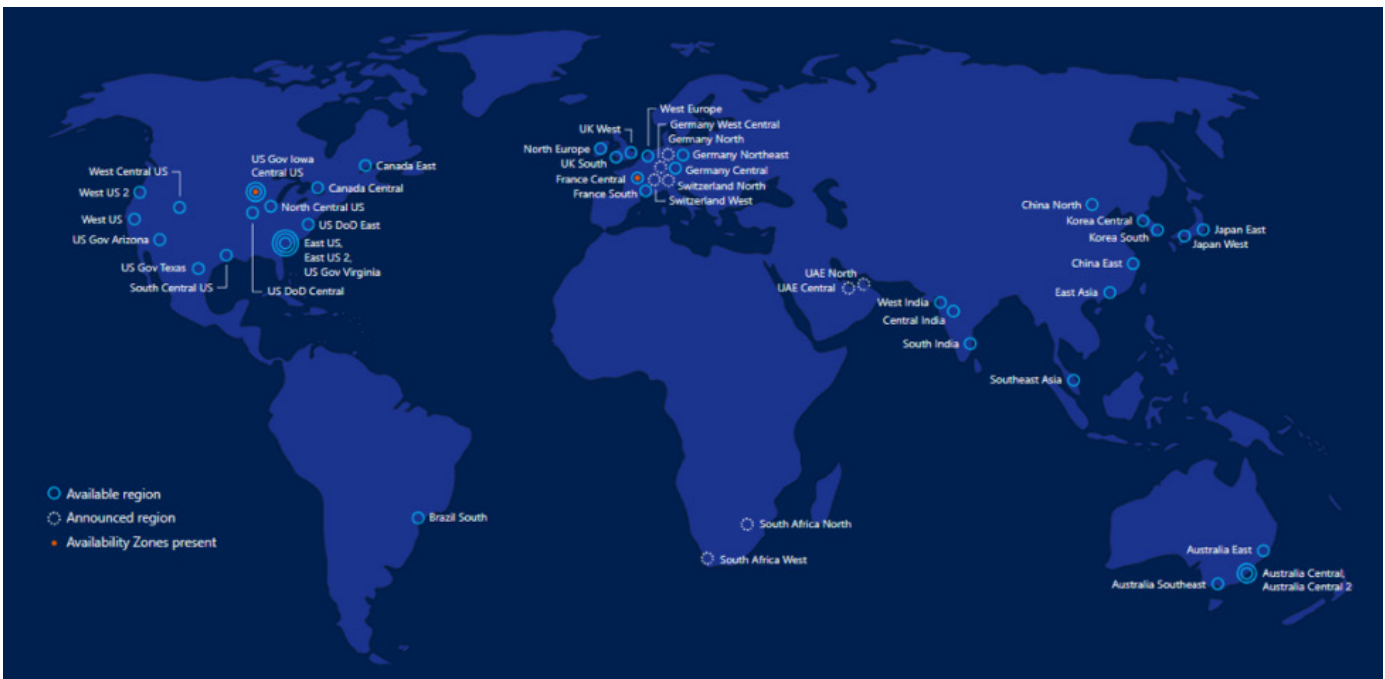 West Europe
Germany West Central
UK West
Germany North
North Europe
Germany Northeast
UK South
Germany Central
France Central
Switzerland North
France South
Switzerland West
US Gov Iowa
Central US
Canada East
West Central US
Canada Central
West US 2
North Central US
West US
US DoD East
US Gov Arizona
East US,
East US 2,
US Gov Virginia
US Gov Texas
South Central US
US DoD Central
China North
Korea Central
Japan East
Korea South
Japan West
China East
UAE North
UAE Central
East Asia
West India
Central India
South India
Southeast Asia
Available region
Announced region
Availability Zones present
Brazil South
South Africa North
South Africa West
Australia East
Australia Central,
Australia Central 2
Australia Southeast